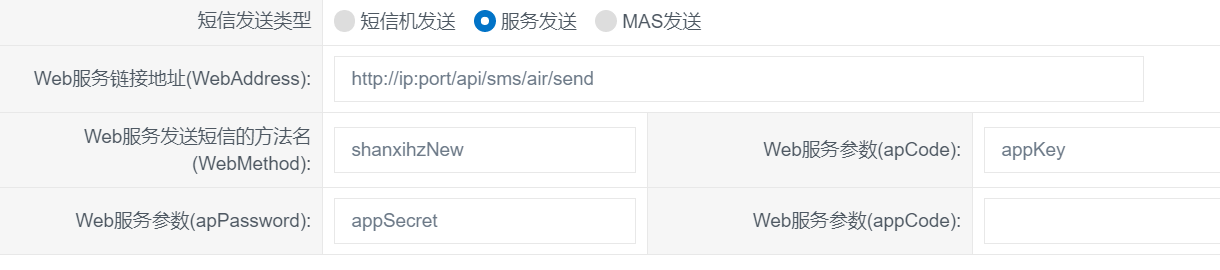 短信发送类型 短信机发送 服务发送 MAS发送
Web服务链接地址(WebAddress): http://ip:port/api/sms/air/send
Web服务发送短信的方法名
(WebMethod): shanxihzNew Web服务参数(apCode): appKey
Web服务参数(apPassword): appSecret Web服务参数(appCode):